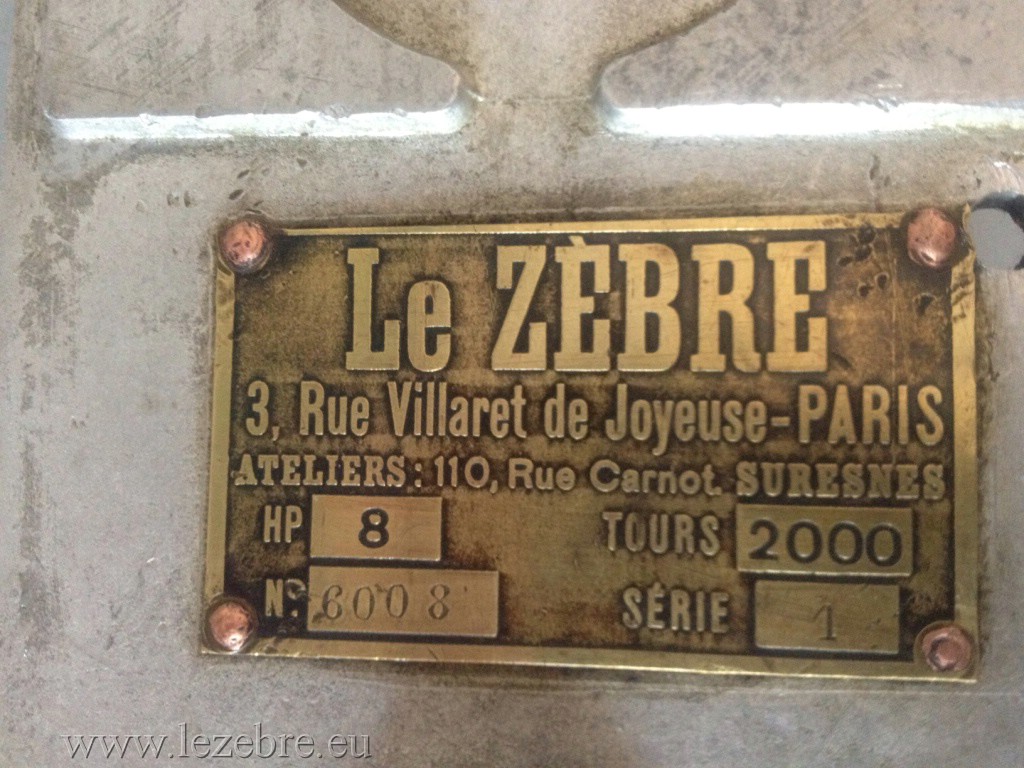 Le ZÈBRE
3, Rue Villaret de Joyeuse-PARIS
ATELIERS: 110, Rue Carnot. SURESNES
HP 8 TOURS 2000
No. 6008 SÉRIE 1
www.lezebre.eu